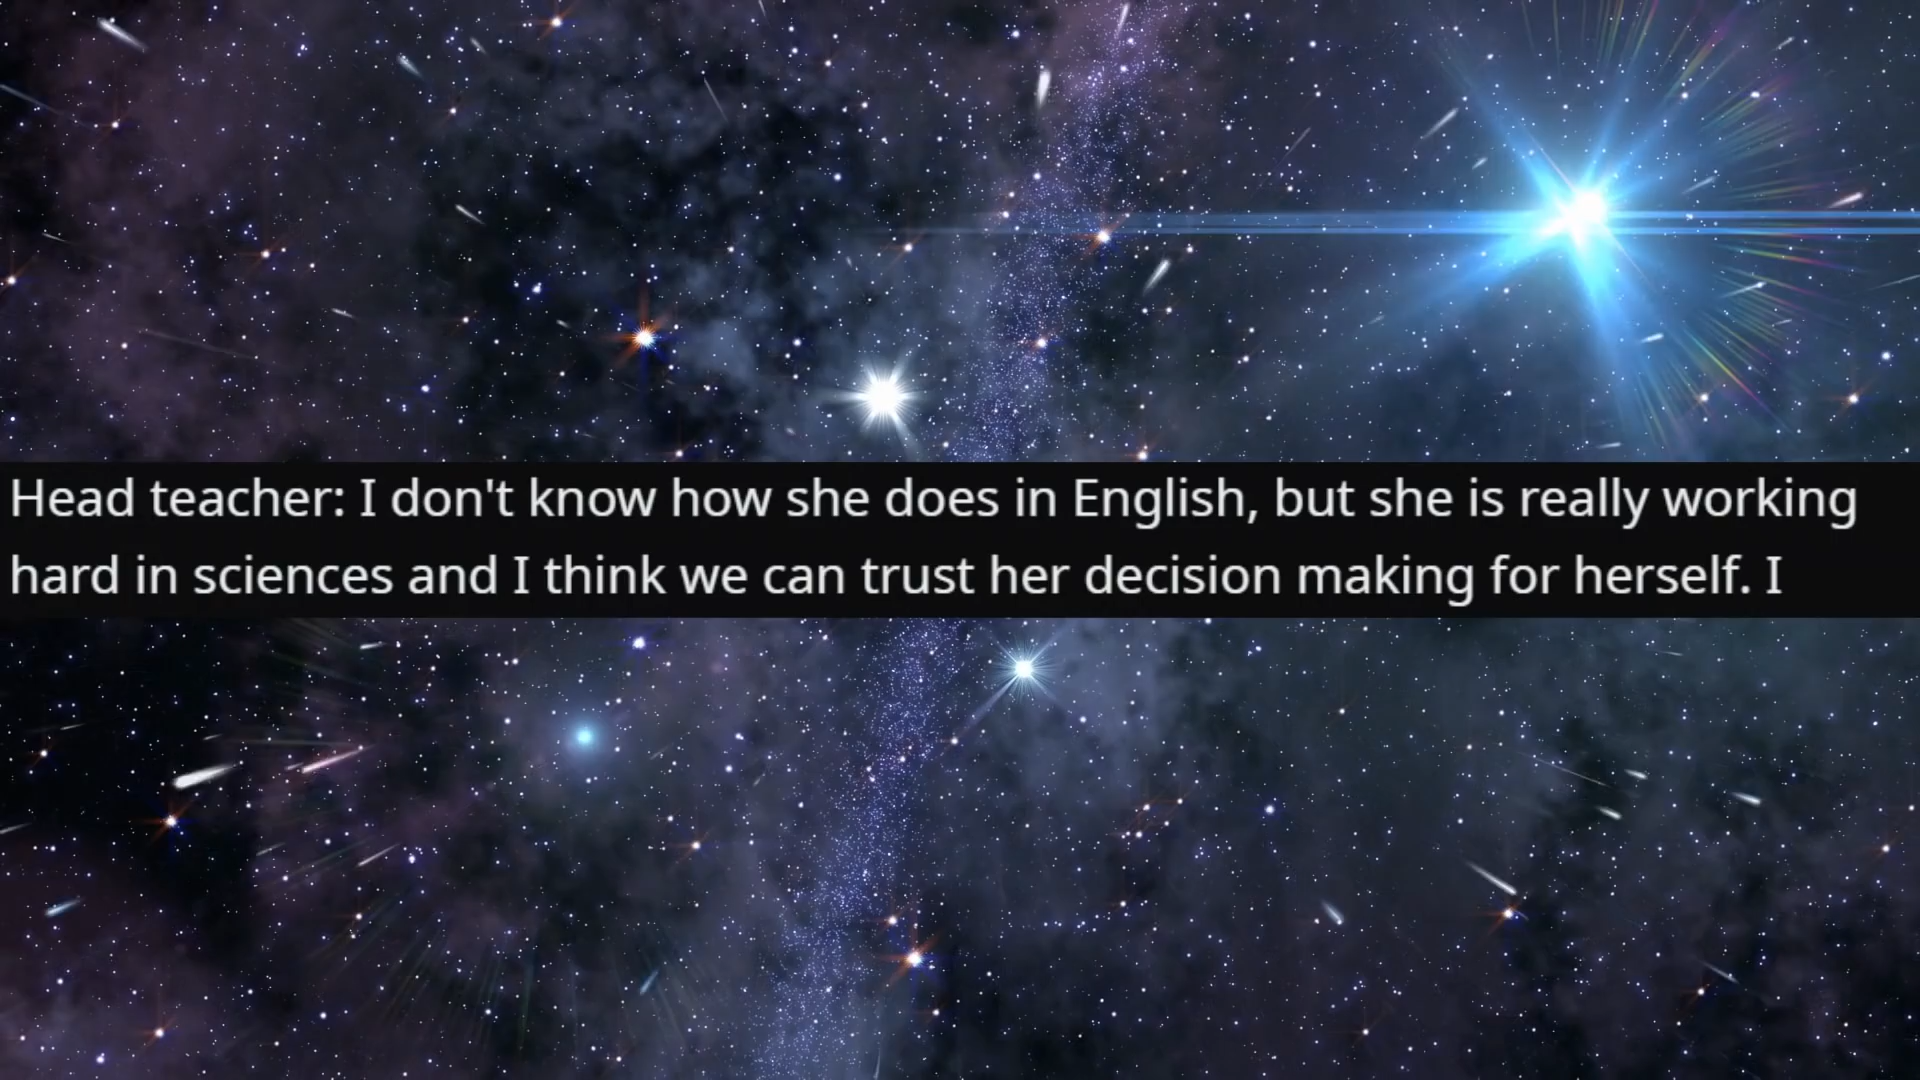 Head teacher: I don't know how she does in English, but she is really working
hard in sciences and I think we can trust her decision making for herself. I